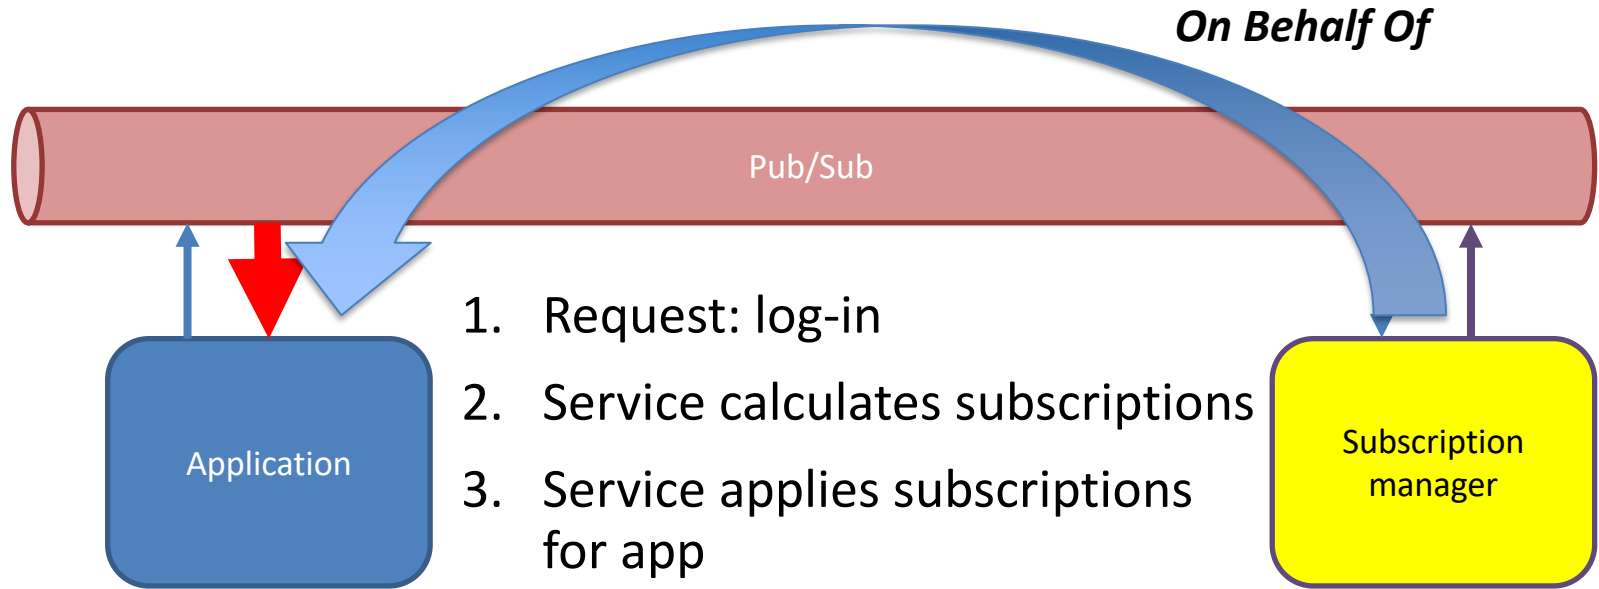 On Behalf Of
Pub/Sub
1. Request: log-in
2. Service calculates subscriptions
3. Service applies subscriptions
for app
Application
Subscription
manager